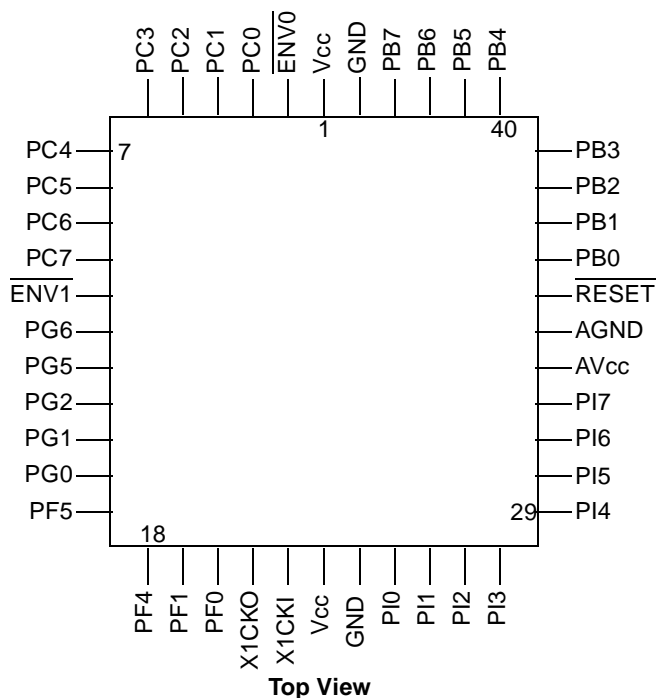 PC3 PC2 PC1 PC0 ENV0 Vcc GND PB7 PB6 PB5 PB4
1 40
PC4 7 PB3
PC5 PB2
PC6 PB1
PC7 PB0
ENV1 RESET
PG6 AGND
PG5 AVcc
PG2 PI7
PG1 PI6
PG0 PI5
PF5 29 PI4
18
PF4 PF1 PF0 X1CKO X1CKI Vcc GND PI0 PI1 PI2 PI3
Top View